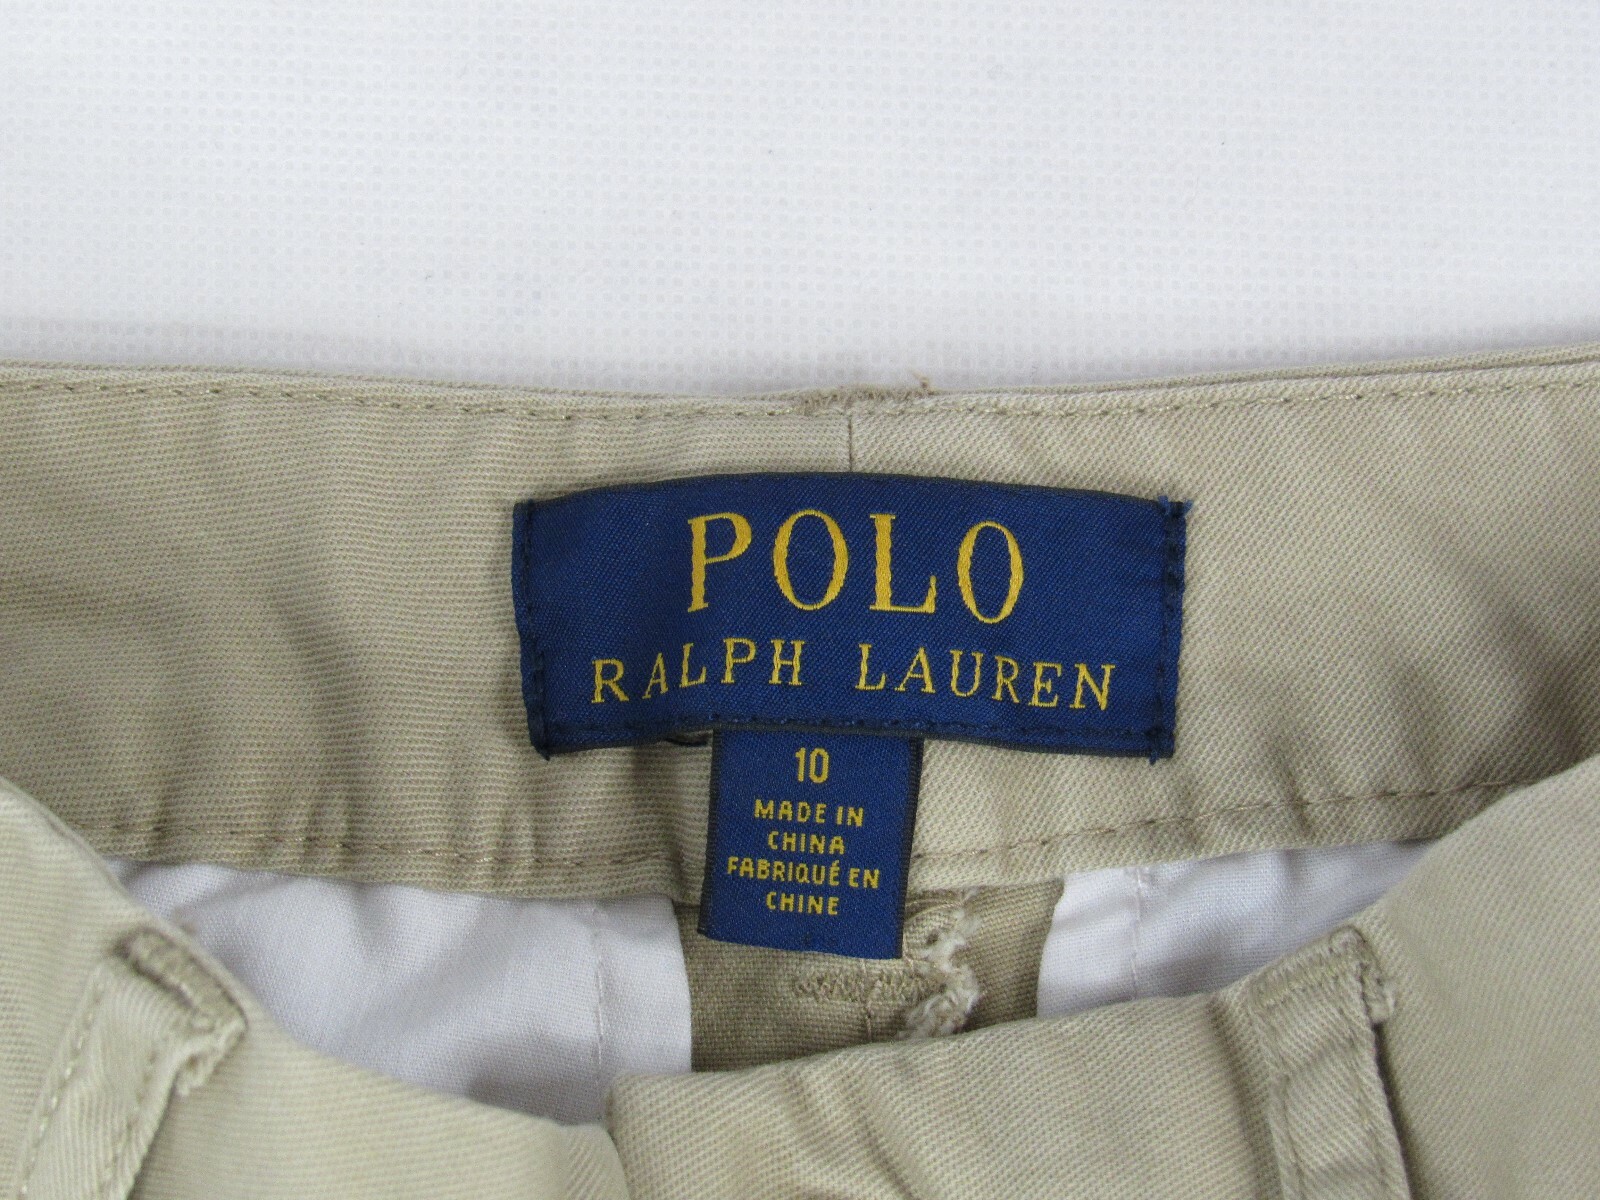 POLO
RALPH LAUREN
10
MADE IN
CHINA
FABRIQUÉ EN
CHINE